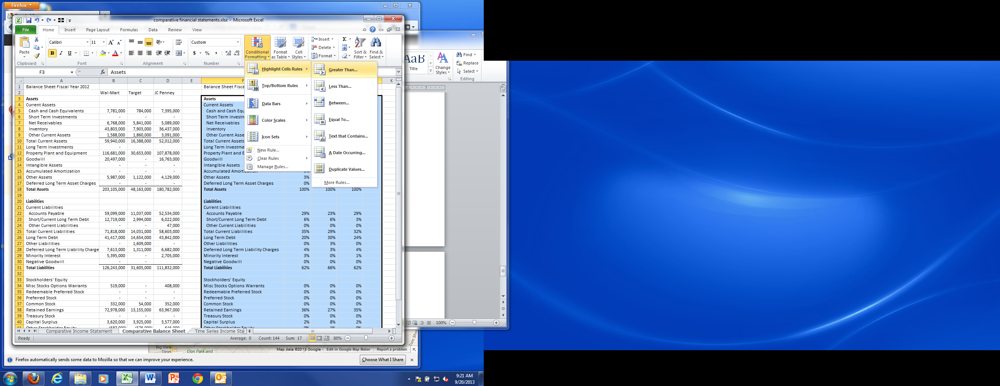 Firefox
comparative financial statements.xlsx - Microsoft Excel
File Home Insert Page Layout Formulas Data Review View
Calibri 11 Custom
Paste
Conditional Formatting
Format as Table
Cell Styles
Insert
Delete
Format
Sort & Filter
Find & Select
Clipboard Font Alignment Number
F3 fx Assets
A B C D E F K
1 Balance Sheet Fiscal Year 2012 Balance Sheet Fisca
2 Wal-Mart Target JC Penney
3 Assets Assets
4 Current Assets Current Assets
5 Cash and Cash Equivalents 7,781,000 784,000 7,395,000 Cash and Cash Equ
6 Short Term Investments - - - Short Term Investm
7 Net Receivables 6,768,000 5,841,000 5,089,000 Net Receivables
8 Inventory 43,803,000 7,903,000 36,437,000 Inventory
9 Other Current Assets 1,588,000 1,860,000 3,091,000 Other Current Asse
10 Total Current Assets 59,940,000 16,388,000 52,012,000 Total Current Assets
11 Long Term Investments - Long Term Investme
12 Property Plant and Equipment 116,681,000 30,653,000 107,878,000 Property Plant and E
13 Goodwill 20,497,000 - 16,763,000 Goodwill
14 Intangible Assets - - - Intangible Assets
15 Accumulated Amortization - - - Accumulated Amortization 0%
16 Other Assets 5,987,000 1,122,000 4,129,000 Other Assets 3%
17 Deferred Long Term Asset Charges - - - Deferred Long Term Asset Charges 0%
18 Total Assets 203,105,000 48,163,000 180,782,000 Total Assets 100% 100% 100%
19
20 Liabilities Liabilities
21 Current Liabilities Current Liabilities
22 Accounts Payable 59,099,000 11,037,000 52,534,000 Accounts Payable 29% 23% 29%
23 Short/Current Long Term Debt 12,719,000 2,994,000 6,022,000 Short/Current Long Term Debt 6% 6% 3%
24 Other Current Liabilities - - 47,000 Other Current Liabilities 0% 0% 0%
25 Total Current Liabilities 71,818,000 14,031,000 58,603,000 Total Current Liabilities 35% 29% 32%
26 Long Term Debt 41,417,000 14,654,000 43,842,000 Long Term Debt 20% 30% 24%
27 Other Liabilities - 1,609,000 - Other Liabilities 0% 3% 0%
28 Deferred Long Term Liability Charge 7,613,000 1,311,000 6,682,000 Deferred Long Term Liability Charges 4% 3% 4%
29 Minority Interest 5,395,000 - 2,705,000 Minority Interest 3% 0% 1%
30 Negative Goodwill - - Negative Goodwill 0% 0% 0%
31 Total Liabilities 126,243,000 31,605,000 111,832,000 Total Liabilities 62% 66% 62%
32
33 Stockholders' Equity Stockholders' Equity
34 Misc Stocks Options Warrants 519,000 - 408,000 Misc Stocks Options Warrants 0% 0% 0%
35 Redeemable Preferred Stock - - - Redeemable Preferred Stock 0% 0% 0%
36 Preferred Stock - - - Preferred Stock 0% 0% 0%
37 Common Stock 332,000 54,000 352,000 Common Stock 0% 0% 0%
38 Retained Earnings 72,978,000 13,155,000 63,967,000 Retained Earnings 36% 27% 35%
39 Treasury Stock - - - Treasury Stock 0% 0% 0%
40 Capital Surplus 3,620,000 3,925,000 3,577,000 Capital Surplus 2% 8% 2%
Highlight Cells Rules
Top/Bottom Rules
Data Bars
Color Scales
Icon Sets
New Rule...
Clear Rules
Manage Rules...
Greater Than...
Less Than...
Between...
Equal To...
Text that Contains...
A Date Occurring...
Duplicate Values...
More Rules...
Comparative Income Statement Comparative Balance Sheet Time Series Income Sta
Ready Average: 0 Count: 144 Sum: 17 80%
AaB
Title
Change Styles
Find
Replace
Select
Editing
7
100%
Big View Diner
Elon Park and
Tom Shor
Map data ©2013 Google - Edit in Google Map Maker Report a problem
Firefox automatically sends some data to Mozilla so that we can improve your experience.
Choose What I Share
9:21 AM
9/20/2013